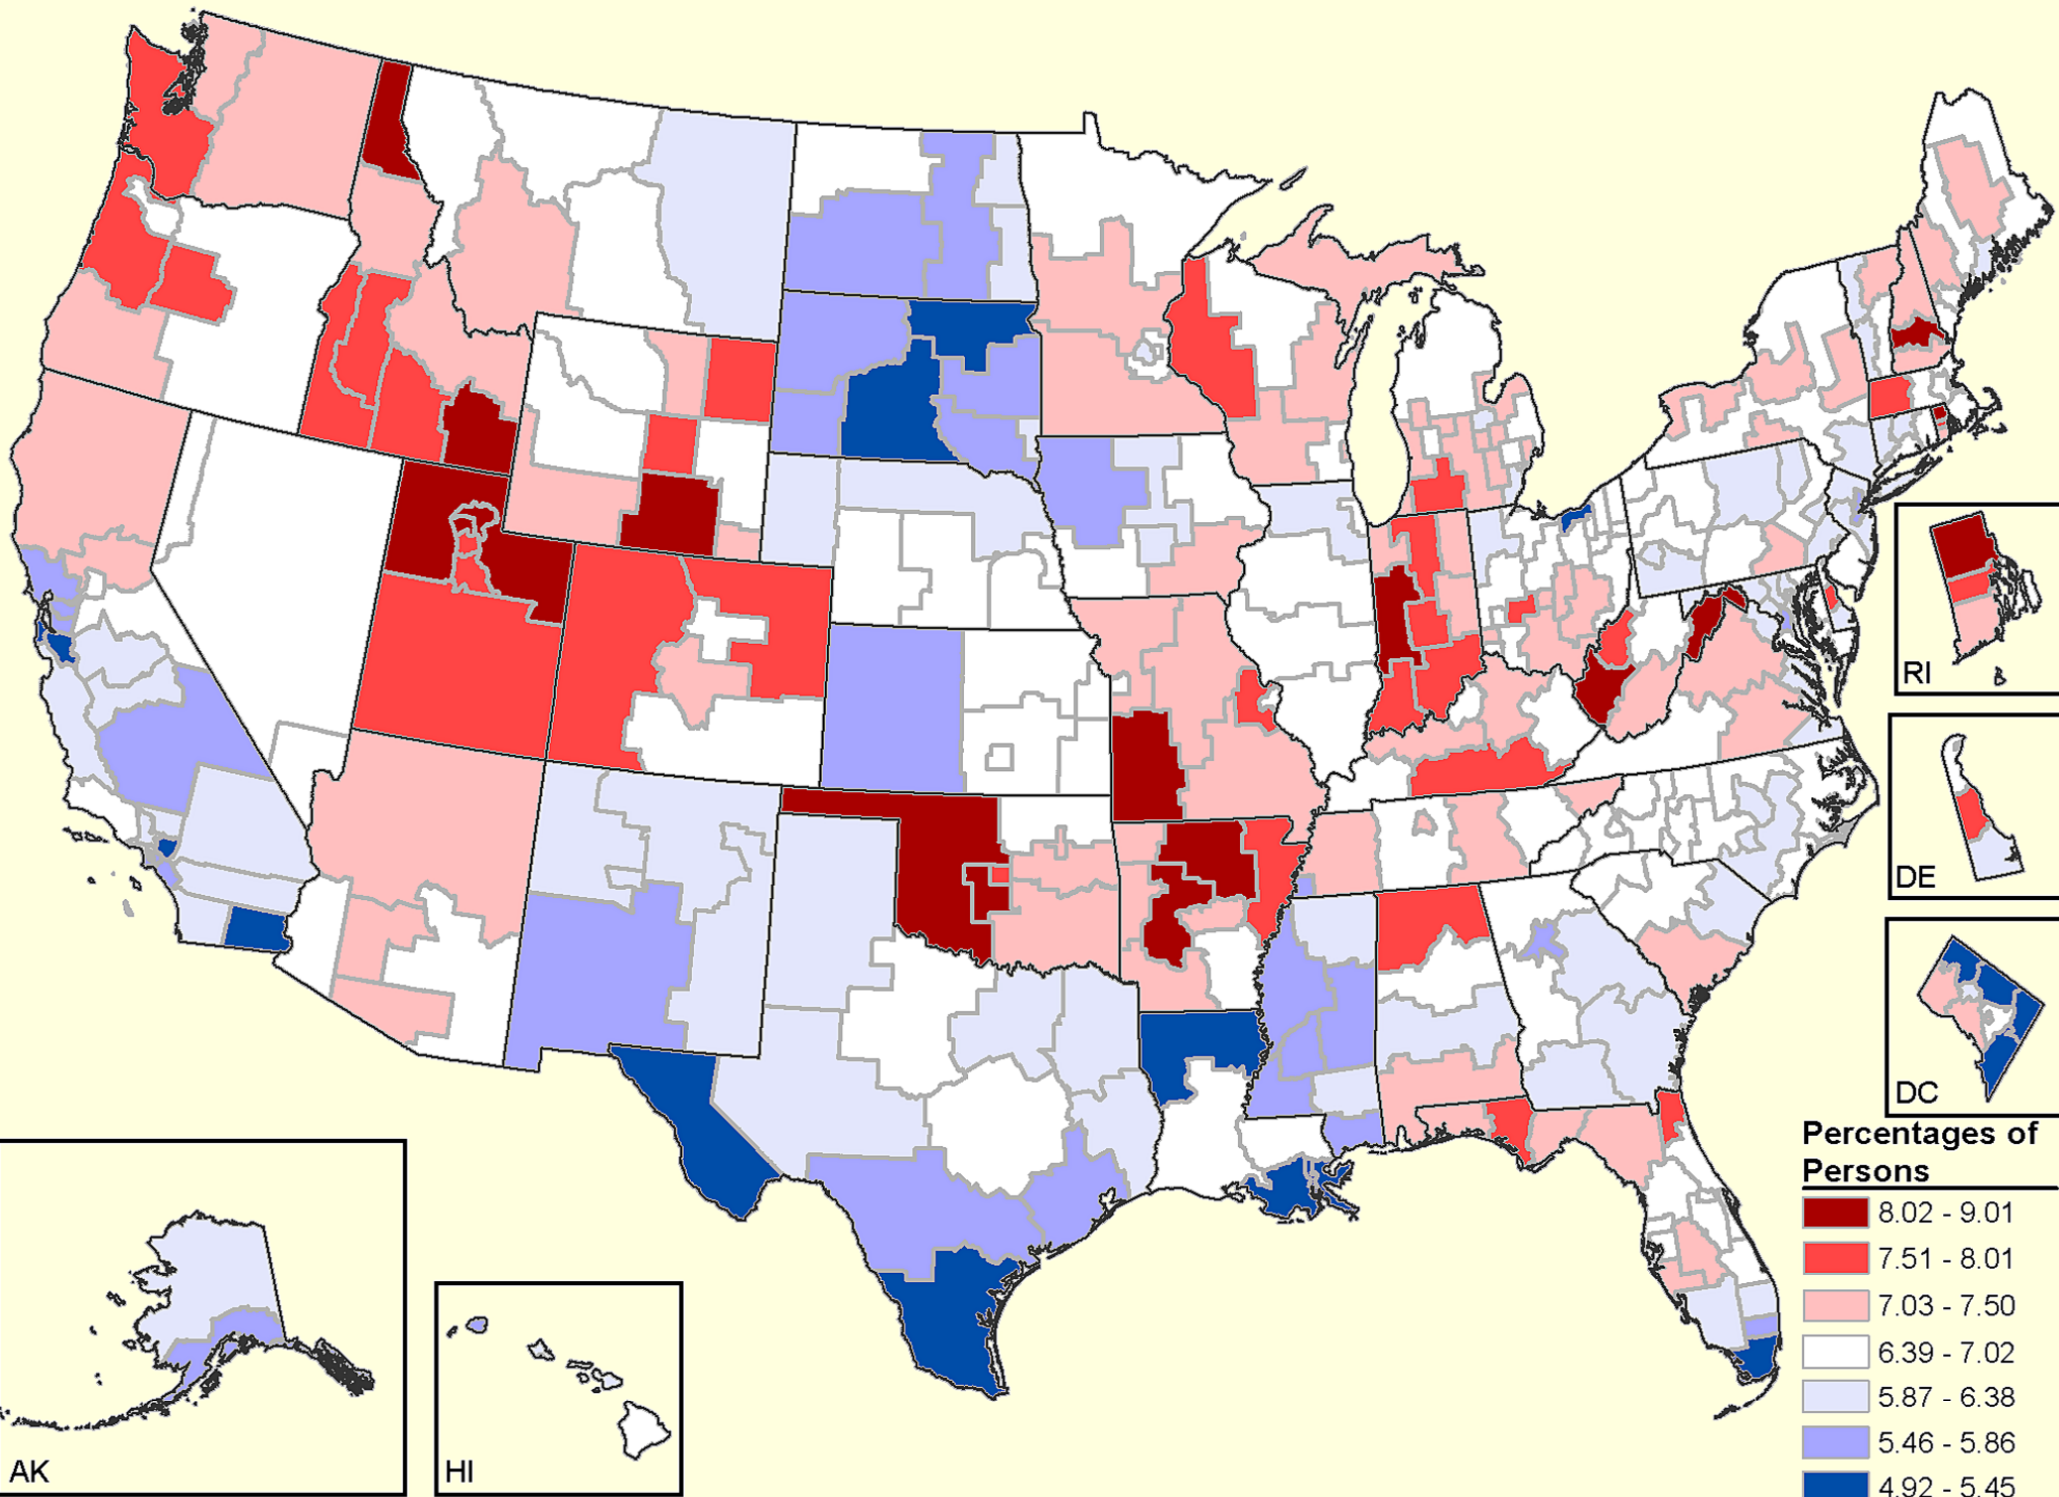 RI
DE
DC
AK
HI
Percentages of
Persons
8.02 - 9.01
7.51 - 8.01
7.03 - 7.50
6.39 - 7.02
5.87 - 6.38
5.46 - 5.86
4.92 - 5.45